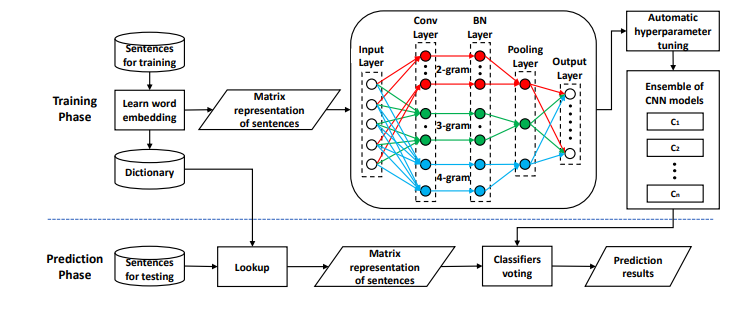 Training
Phase
Sentences
for training
Learn word
embedding
Dictionary
Matrix
representation
of sentences
Input
Layer
Conv
Layer
BN
Layer
Pooling
Layer
Output
Layer
2-gram
3-gram
4-gram
Automatic
hyperparameter
tuning
Ensemble of
CNN models
C1
C2
Cn
Prediction
Phase
Sentences
for testing
Lookup
Matrix
representation
of sentences
Classifiers
voting
Prediction
results